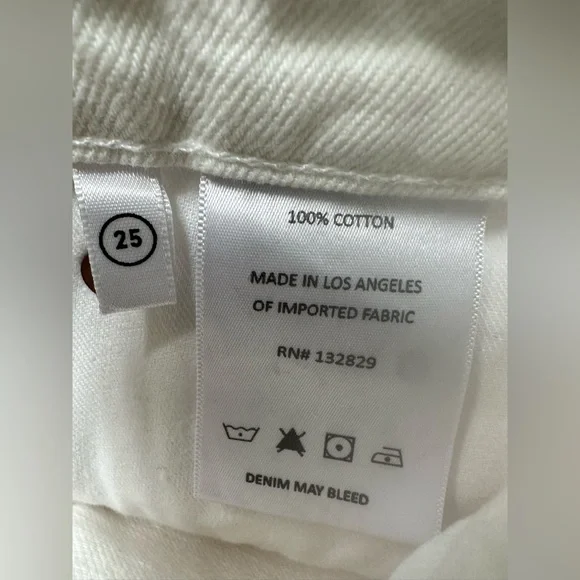 25
100% COTTON
MADE IN LOS ANGELES
OF IMPORTED FABRIC
RN# 132829
DENIM MAY BLEED